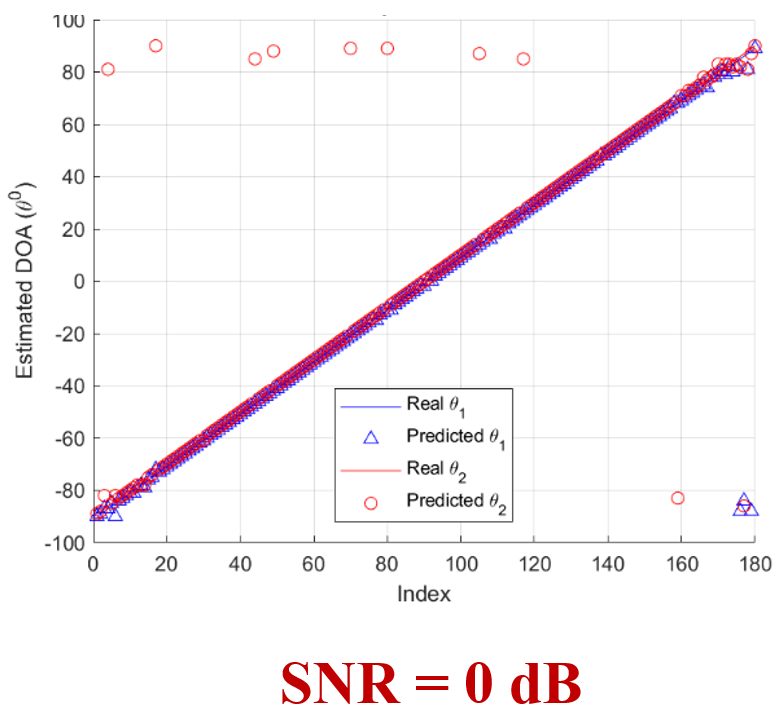 100
80
60
40
20
0
-20
-40
-60
-80
-100
Estimated DOA (θ⁰)
Real θ₁
Predicted θ₁
Real θ₂
Predicted θ₂
0 20 40 60 80 100 120 140 160 180
Index
SNR = 0 dB